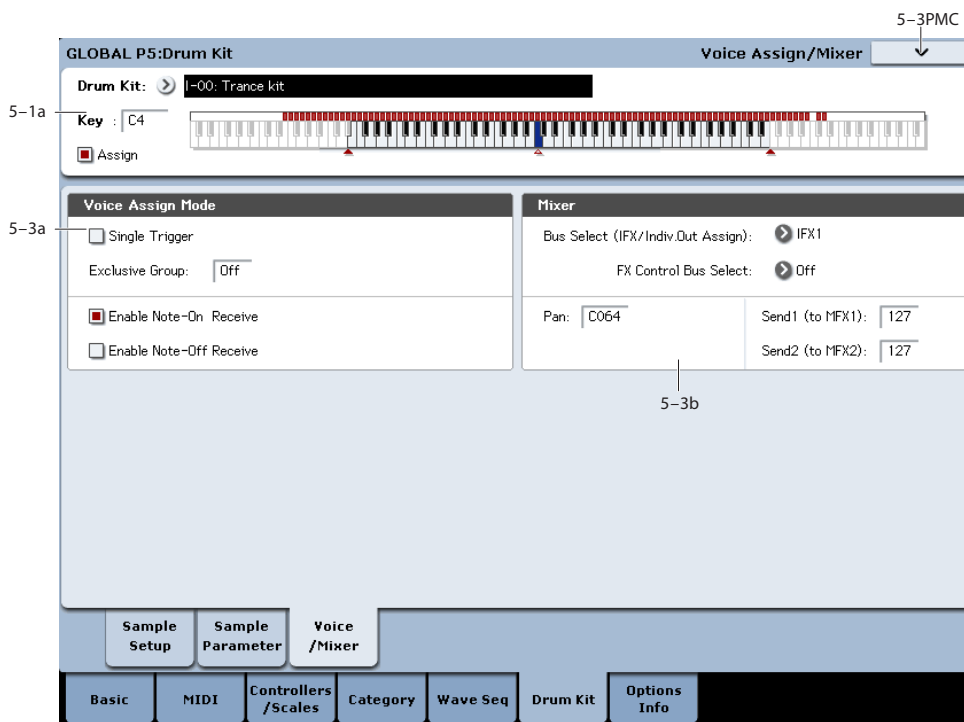 5–3PMC
GLOBAL P5:Drum Kit
Voice Assign/Mixer
Drum Kit:
I-00: Trance kit
5–1a
Key : C4
Assign
Voice Assign Mode
Mixer
5–3a
Single Trigger
Bus Select (IFX/Indiv.Out Assign): IFX1
Exclusive Group: Off
FX Control Bus Select: Off
Enable Note-On Receive
Pan: C064
Send1 (to MFX1): 127
Enable Note-Off Receive
Send2 (to MFX2): 127
5–3b
Sample
Setup
Sample
Parameter
Voice
/Mixer
Basic
MIDI
Controllers
/Scales
Category
Wave Seq
Drum Kit
Options
Info